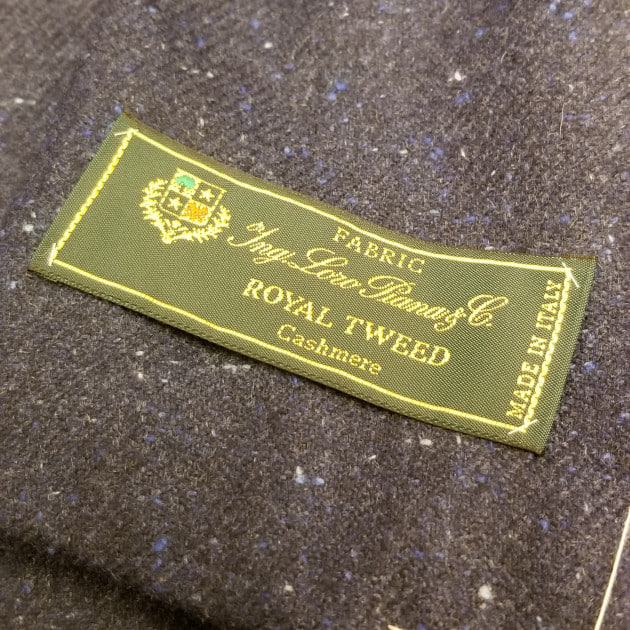 FABRIC
Ing. Loro Piana & C.
ROYAL TWEED
Cashmere
MADE IN ITALY